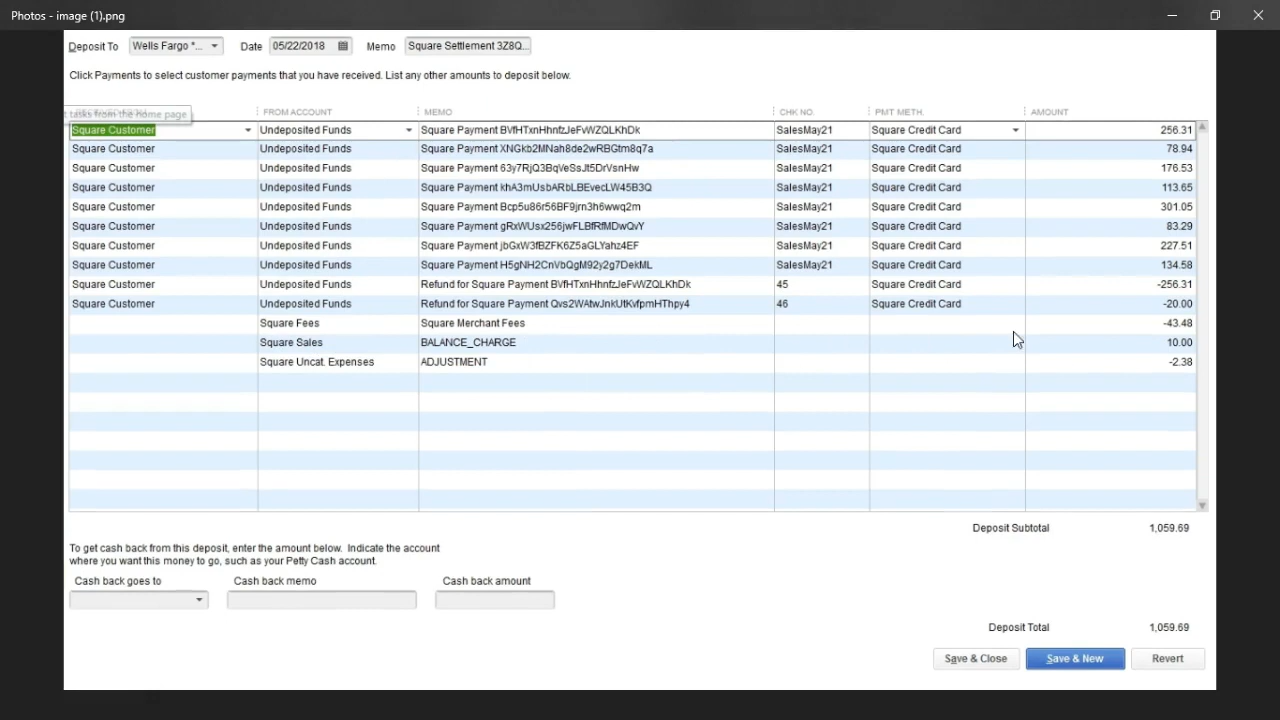 Photos - image (1).png
Deposit To Wells Fargo *... Date 05/22/2018 Memo Square Settlement 3Z8Q...
Click Payments to select customer payments that you have received. List any other amounts to deposit below.
t tasks from the home page
FROM ACCOUNT MEMO CHK NO. PMT METH. AMOUNT
Square Customer Undeposited Funds Square Payment BVfHTxnHhnfzJeFvWZQLKhDk SalesMay21 Square Credit Card 256.31
Square Customer Undeposited Funds Square Payment XNGkb2MNah8de2wRBGtm8q7a SalesMay21 Square Credit Card 78.94
Square Customer Undeposited Funds Square Payment 63y7RjQ3BqVeSsJt5DrVsnHw SalesMay21 Square Credit Card 176.53
Square Customer Undeposited Funds Square Payment khA3mUsbARbLBEvecLW45B3Q SalesMay21 Square Credit Card 113.65
Square Customer Undeposited Funds Square Payment Bcp5u86r56BF9jrn3h6wwq2m SalesMay21 Square Credit Card 301.05
Square Customer Undeposited Funds Square Payment gRxWUsx256jwFLBfRfMDwQvY SalesMay21 Square Credit Card 83.29
Square Customer Undeposited Funds Square Payment jbGxW3fBZFK6Z5aGLYahz4EF SalesMay21 Square Credit Card 227.51
Square Customer Undeposited Funds Square Payment H5gNH2CnVbQgM92y2g7DekML SalesMay21 Square Credit Card 134.58
Square Customer Undeposited Funds Refund for Square Payment BVfHTxnHhnfzJeFvWZQLKhDk 45 Square Credit Card -256.31
Square Customer Undeposited Funds Refund for Square Payment Qvs2WAtwJnkUtKvfpmHThpy4 46 Square Credit Card -20.00
Square Fees Square Merchant Fees -43.48
Square Sales BALANCE_CHARGE 10.00
Square Uncat. Expenses ADJUSTMENT -2.38
Deposit Subtotal 1,059.69
To get cash back from this deposit, enter the amount below. Indicate the account
where you want this money to go, such as your Petty Cash account.
Cash back goes to Cash back memo Cash back amount
Deposit Total 1,059.69
Save & Close Save & New Revert